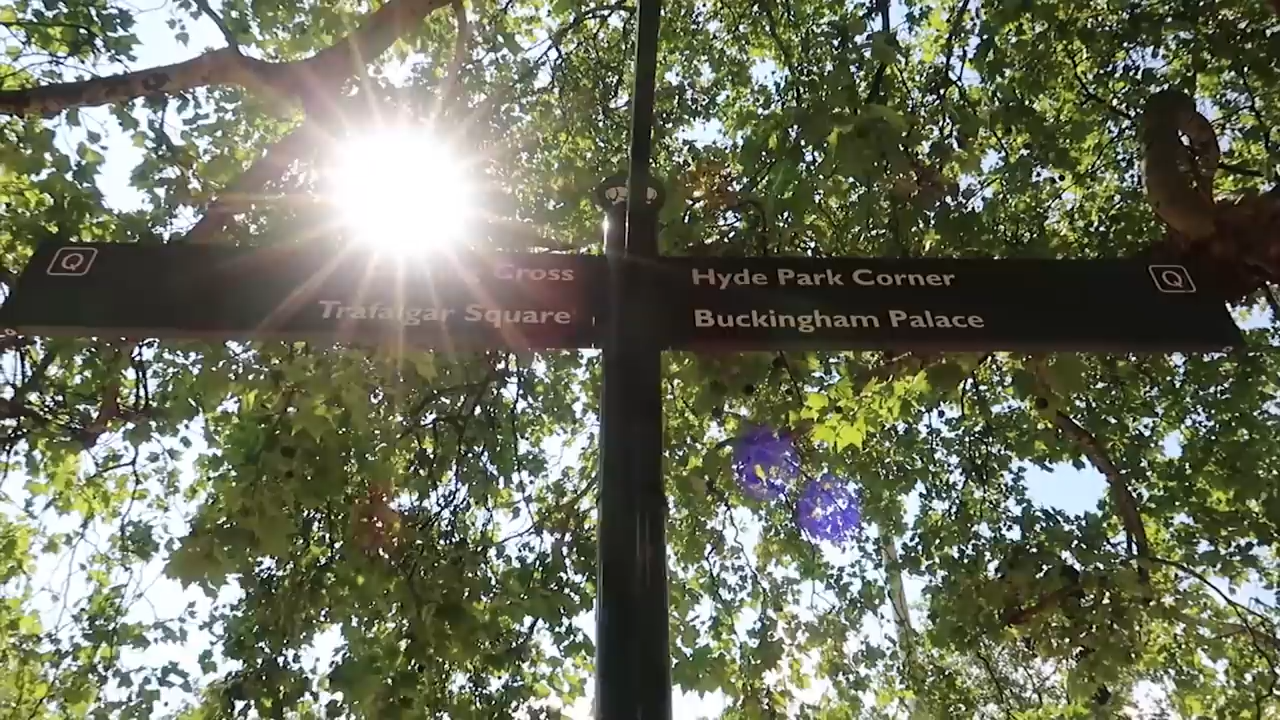 Q
Cross
Trafalgar Square
Hyde Park Corner
Buckingham Palace
Q